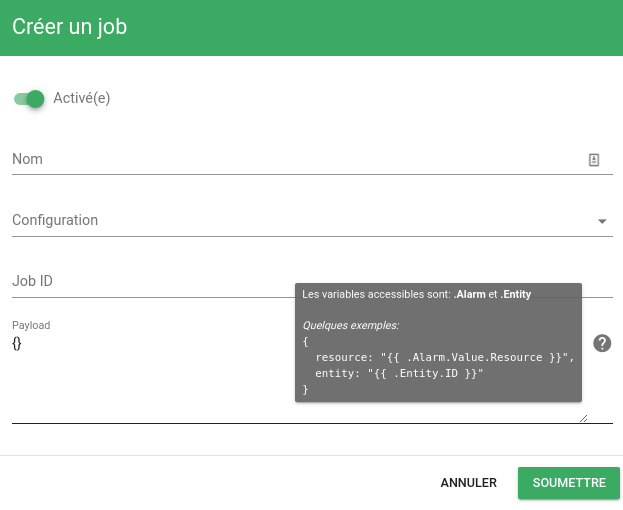 Créer un job
Activé(e)
Nom
Configuration
Job ID
Les variables accessibles sont: .Alarm et .Entity
Payload
Quelques exemples:
{}
{
resource: "{{ .Alarm.Value.Resource }}",
entity: "{{ .Entity.ID }}"
}
?
ANNULER
SOUMETTRE